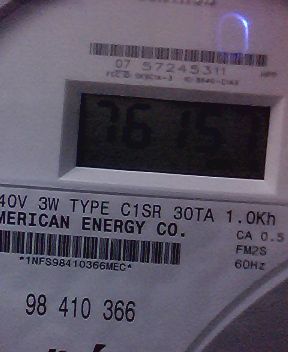 07 57245311
7615
40V 3W TYPE C1SR 30TA 1.0Kh
MERICAN ENERGY CO.
CA 0.5
FM2S
60Hz
*1NFS98410366MEC*
98 410 366